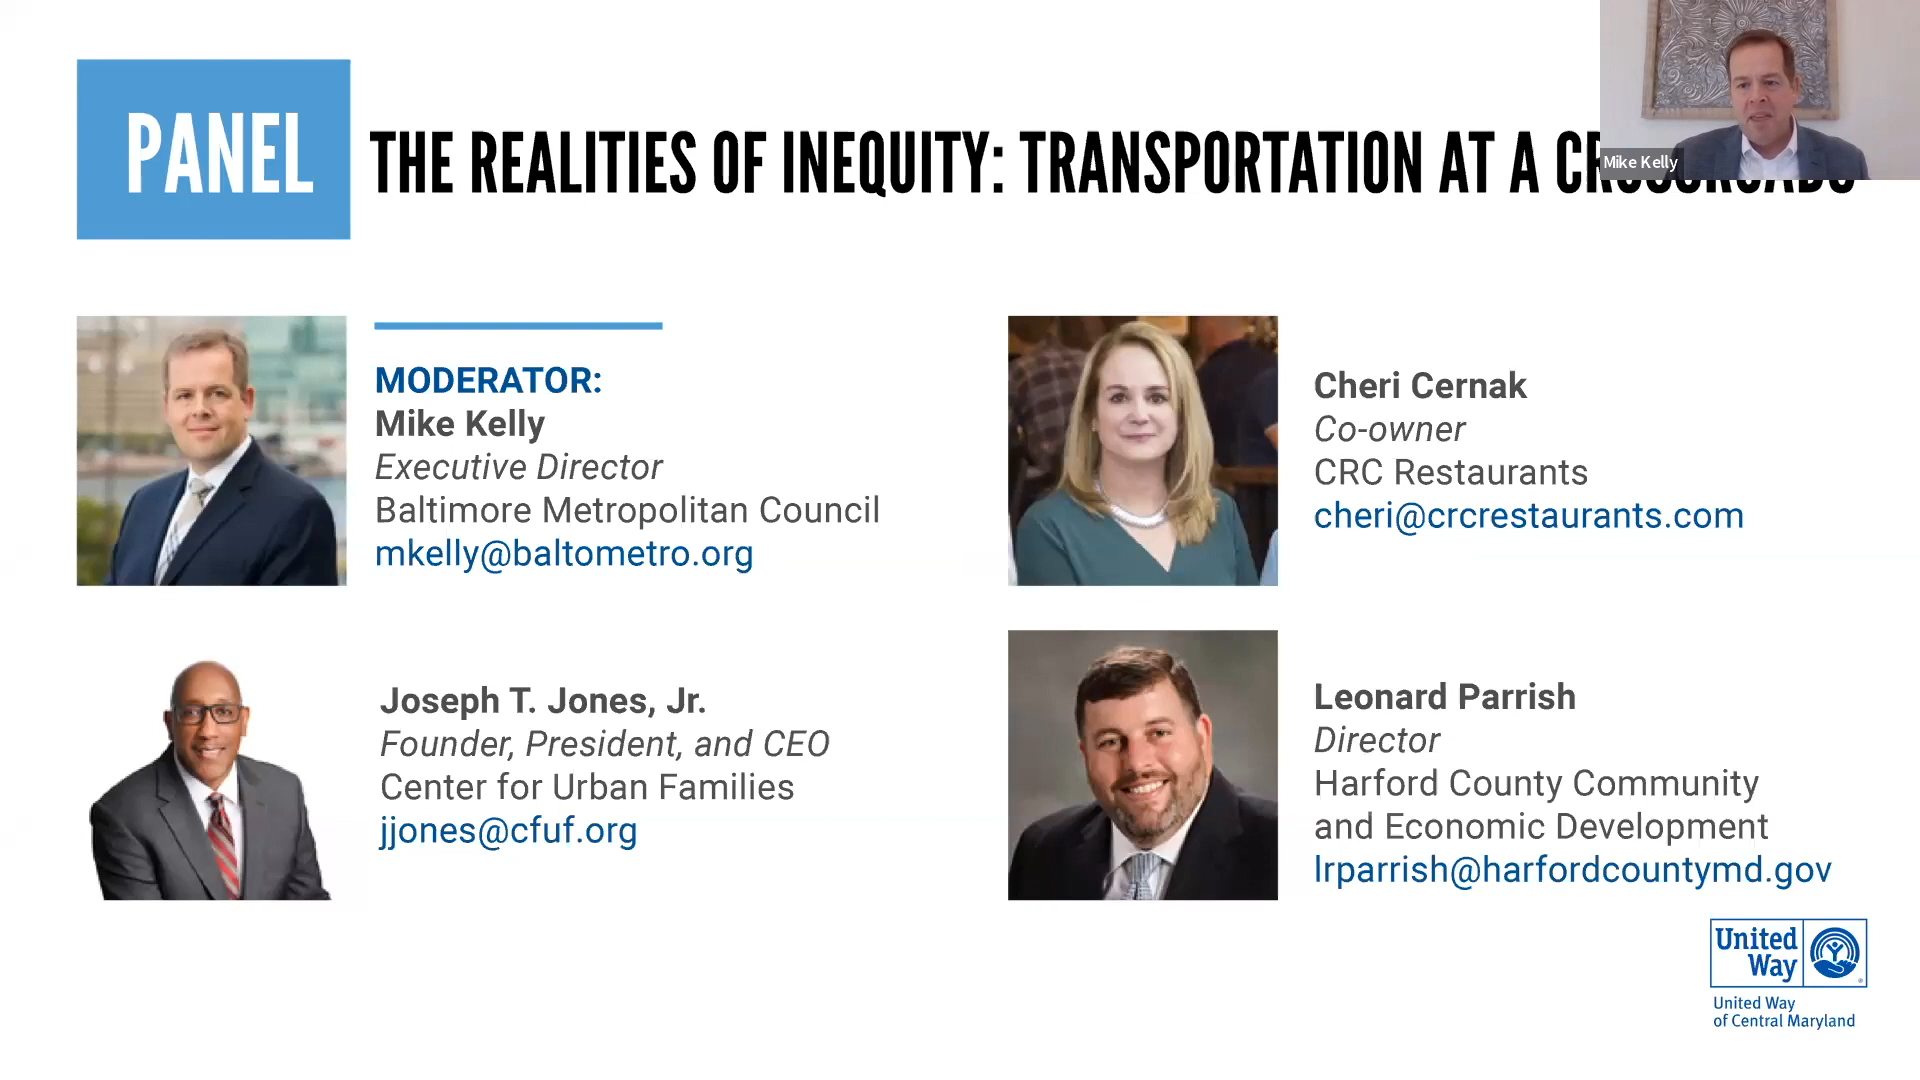 PANEL
THE REALITIES OF INEQUITY: TRANSPORTATION AT A
Mike Kelly
MODERATOR:
Mike Kelly
Executive Director
Baltimore Metropolitan Council
mkelly@baltometro.org
Cheri Cernak
Co-owner
CRC Restaurants
cheri@crcrestaurants.com
Joseph T. Jones, Jr.
Founder, President, and CEO
Center for Urban Families
jjones@cfuf.org
Leonard Parrish
Director
Harford County Community
and Economic Development
lrparrish@harfordcountymd.gov
United
Way
United Way
of Central Maryland